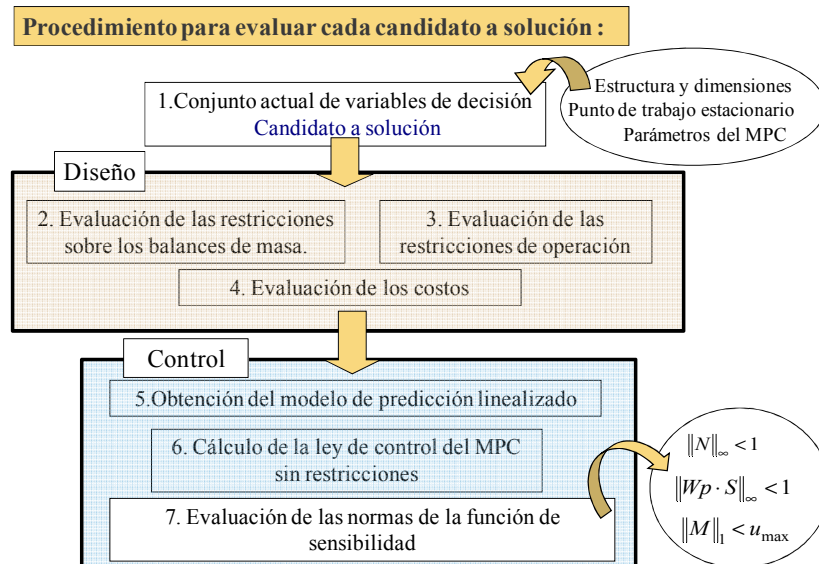 Procedimiento para evaluar cada candidato a solución :
1.Conjunto actual de variables de decisión
Candidato a solución
Estructura y dimensiones
Punto de trabajo estacionario
Parámetros del MPC
Diseño
2. Evaluación de las restricciones
sobre los balances de masa.
3. Evaluación de las
restricciones de operación
4. Evaluación de los costos
Control
5.Obtención del modelo de predicción linealizado
6. Cálculo de la ley de control del MPC
sin restricciones
7. Evaluación de las normas de la función de
sensibilidad
‖N‖∞ < 1
‖Wp · S‖∞ < 1
‖M‖₁ < u_max